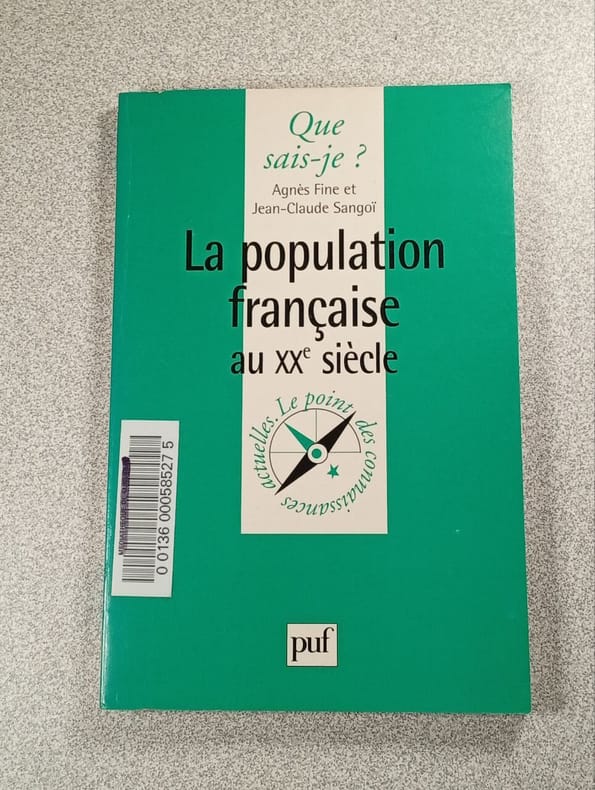 Que
sais-je ?
Agnès Fine et
Jean-Claude Sangoï
La population
française
au XXe siècle
Le point des connaissances actuelles.
0 0136 00058527 5
puf